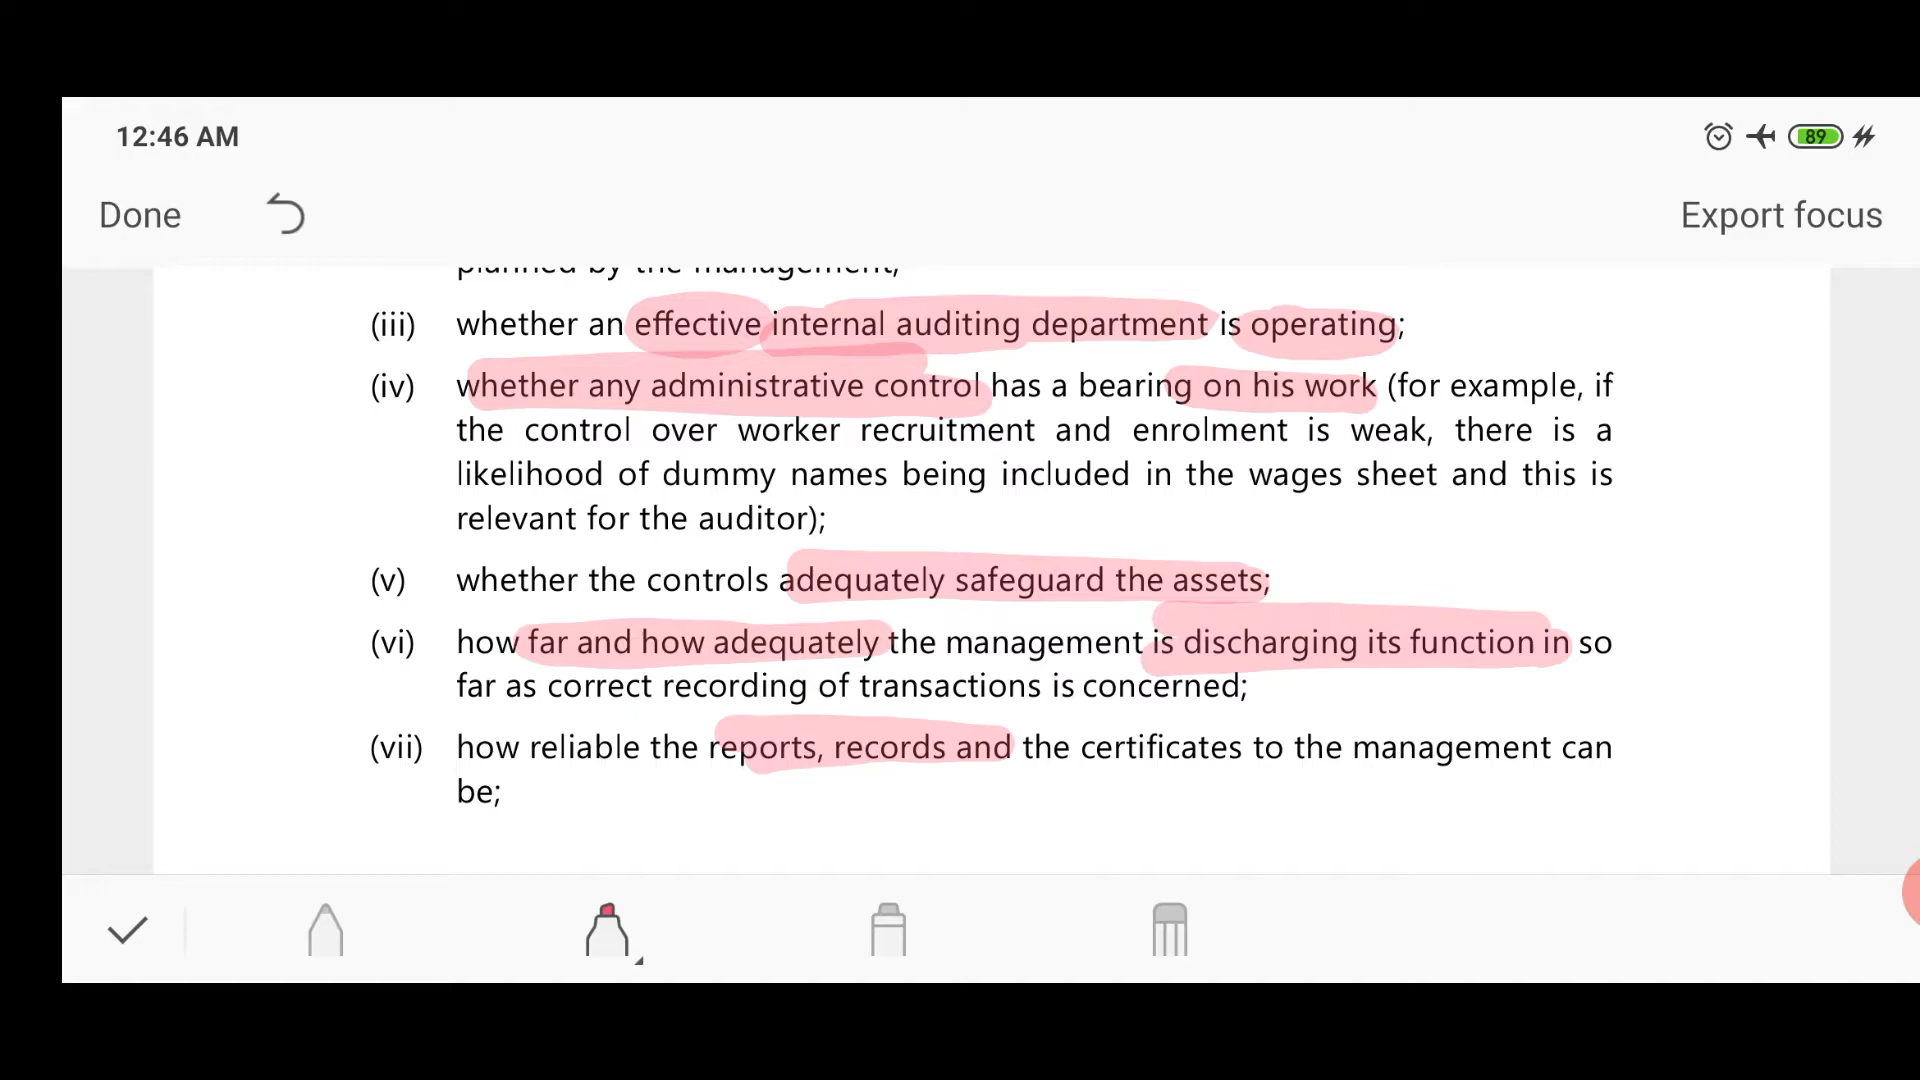 12:46 AM
89
Done
Export focus
planned by the management;
(iii) whether an effective internal auditing department is operating;
(iv) whether any administrative control has a bearing on his work (for example, if
the control over worker recruitment and enrolment is weak, there is a
likelihood of dummy names being included in the wages sheet and this is
relevant for the auditor);
(v) whether the controls adequately safeguard the assets;
(vi) how far and how adequately the management is discharging its function in so
far as correct recording of transactions is concerned;
(vii) how reliable the reports, records and the certificates to the management can
be;